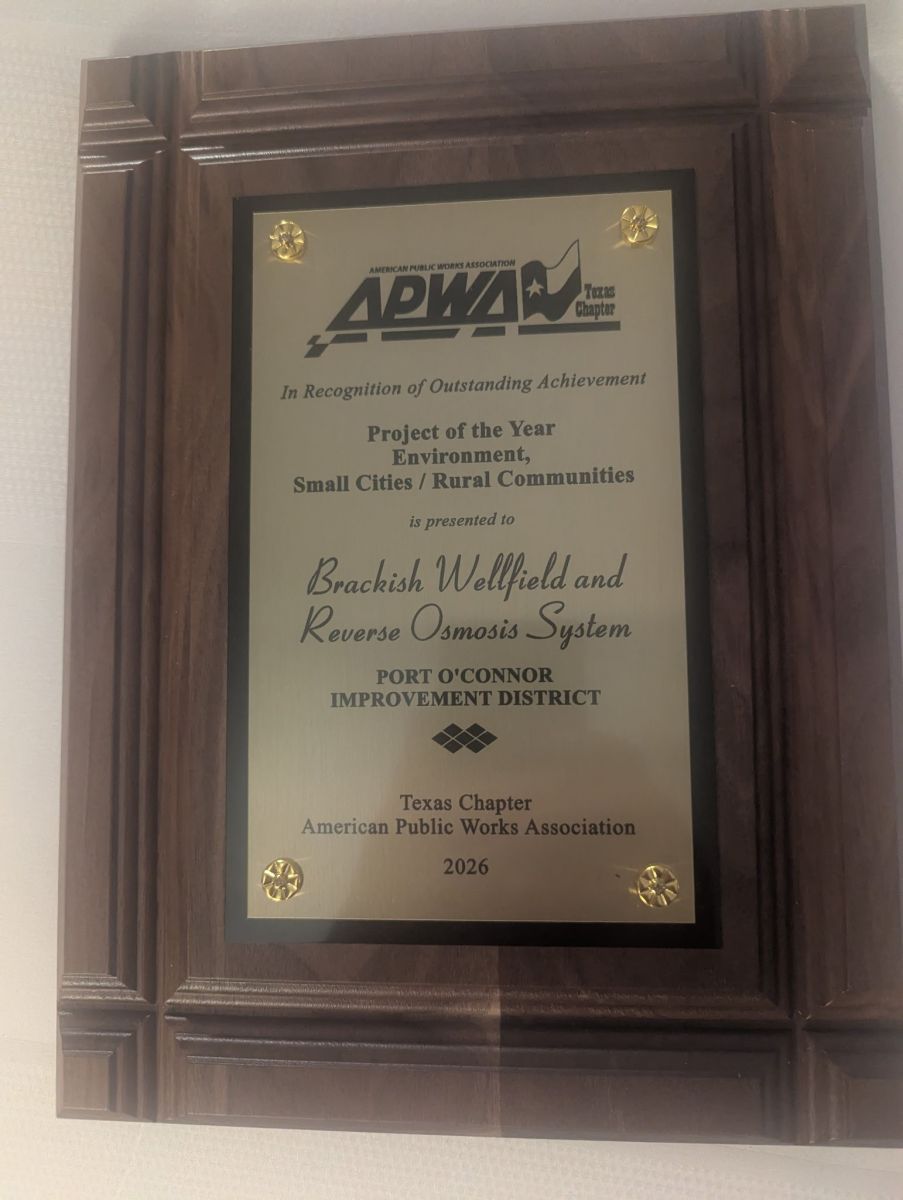 AMERICAN PUBLIC WORKS ASSOCIATION
APWA
Texas
Chapter
In Recognition of Outstanding Achievement
Project of the Year
Environment,
Small Cities / Rural Communities
is presented to
Brackish Wellfield and
Reverse Osmosis System
PORT O'CONNOR
IMPROVEMENT DISTRICT
Texas Chapter
American Public Works Association
2026